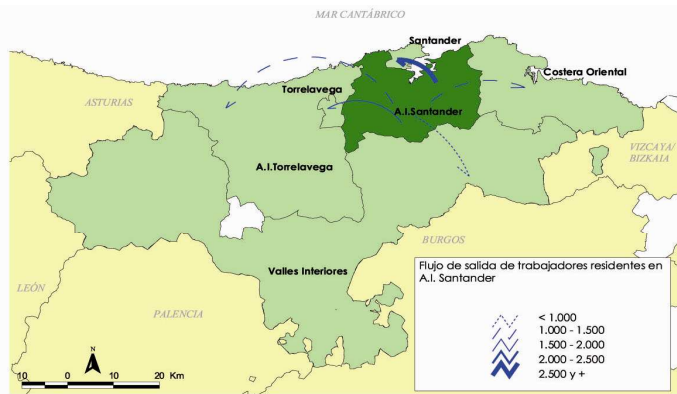 MAR CANTÁBRICO
Santander
Costera Oriental
Torrelavega
ASTURIAS
A.I.Santander
VIZCAYA/
BIZKAIA
A.I.Torrelavega
BURGOS
Valles Interiores
LEÓN
PALENCIA
Flujo de salida de trabajadores residentes en
A.I. Santander
< 1.000
1.000 - 1.500
1.500 - 2.000
2.000 - 2.500
2.500 y +
N
10 0 10 20 Km